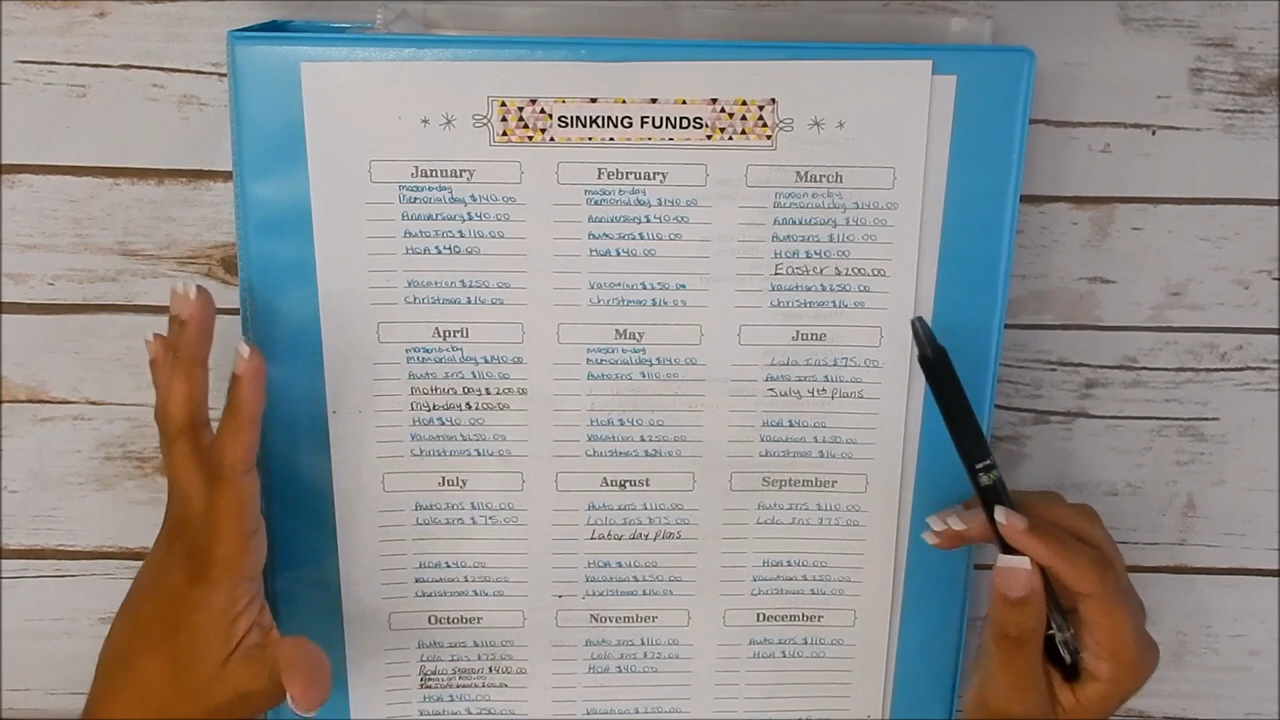 SINKING FUNDS
January
mason b-day
Memorial day $140.00
Anniversary $40.00
Auto Ins $110.00
HOA $40.00
Vacation $250.00
Christmas $16.00
February
mason b-day
memorial day $140.00
Anniversary $40.00
Auto Ins $110.00
HOA $40.00
Vacation $250.00
Christmas $16.00
March
mason b-day
memorial day $140.00
Anniversary $40.00
Auto Ins $110.00
HOA $40.00
Easter $200.00
Vacation $250.00
Christmas $16.00
April
mason b-day
memorial day $140.00
Auto Ins $110.00
Mothers Day $200.00
My b-day $200.00
HOA $40.00
Vacation $250.00
Christmas $16.00
May
mason b-day
Memorial day $140.00
Auto Ins $110.00
HOA $40.00
Vacation $250.00
Christmas
June
Lola Ins $75.00
Auto Ins $110.00
July 4th plans
HOA $40.00
Vacation $250.00
Christmas $16.00
July
Auto Ins $110.00
Lola Ins $75.00
HOA $40.00
Vacation $250.00
Christmas $16.00
August
Auto Ins $110.00
Lola Ins $75.00
Labor day plans
HOA $40.00
Vacation $250.00
Christmas $16.00
September
Auto Ins $110.00
Lola Ins $75.00
HOA $40.00
Vacation $250.00
Christmas $16.00
October
Auto Ins $110.00
Lola Ins $75.00
Rodeo Season $400.00
Amazon
HOA $40.00
Vacation $250.00
November
Auto Ins $110.00
Lola Ins $75.00
HOA $40.00
Vacation $250.00
December
Auto Ins $110.00
HOA $40.00